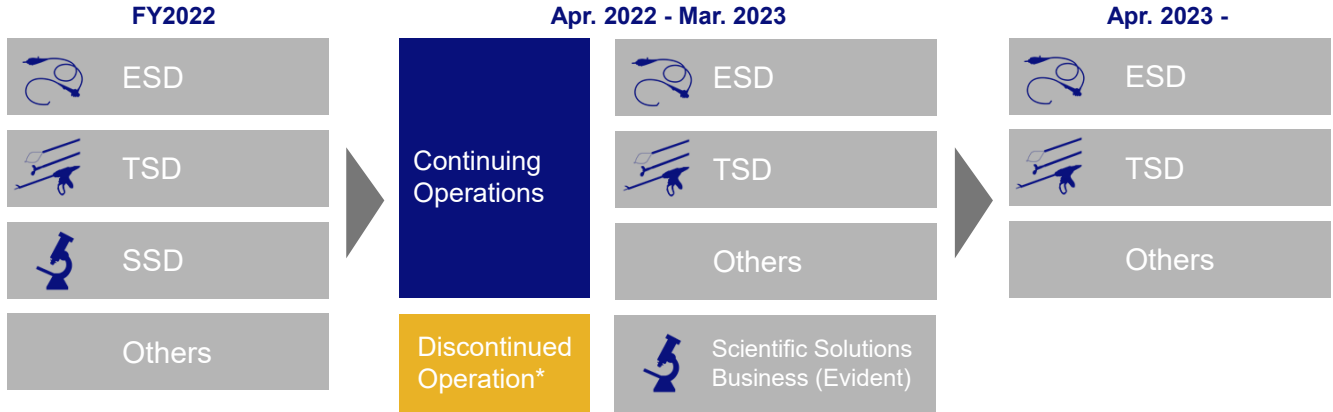 FY2022
ESD
TSD
SSD
Others
Apr. 2022 - Mar. 2023
Continuing
Operations
Discontinued
Operation*
ESD
TSD
Others
Scientific Solutions
Business (Evident)
Apr. 2023 -
ESD
TSD
Others